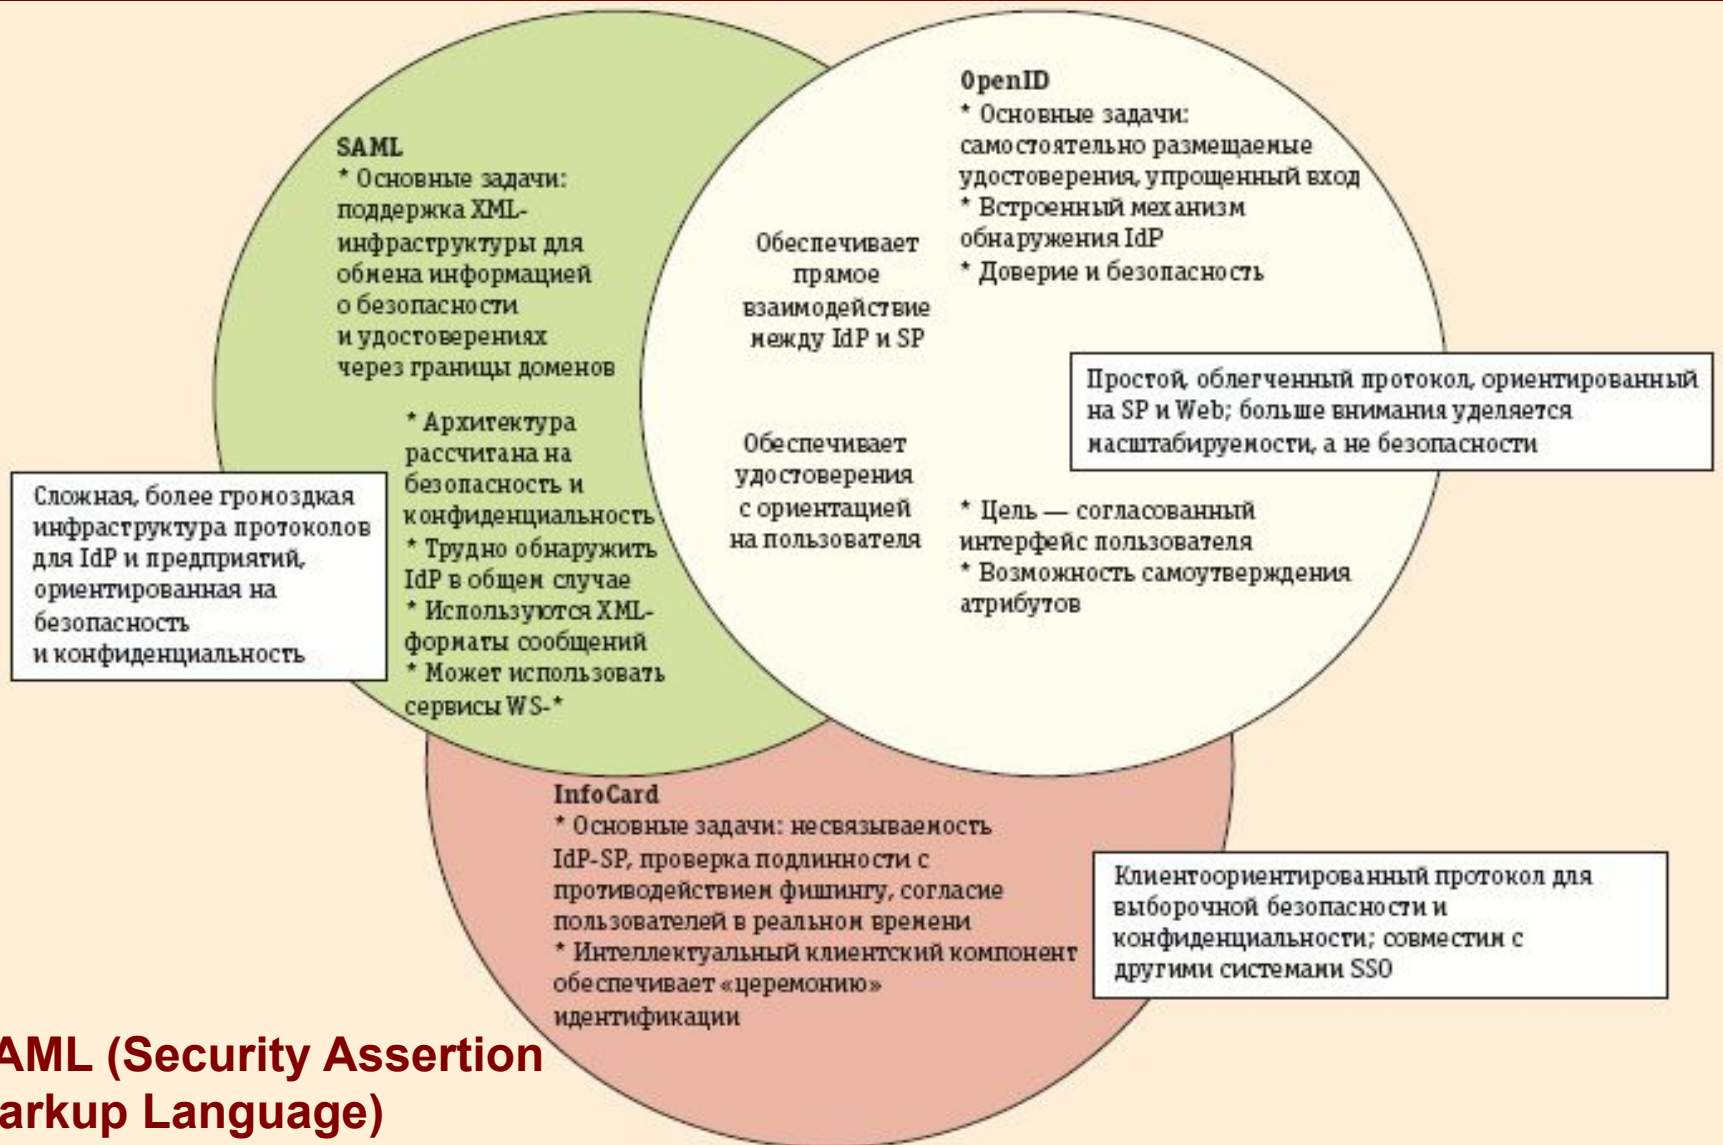 SAML
* Основные задачи:
поддержка XML-
инфраструктуры для
обмена информацией
о безопасности
и удостоверениях
через границы доменов
* Архитектура
рассчитана на
безопасность и
конфиденциальность
* Трудно обнаружить
IdP в общем случае
* Используются XML-
форматы сообщений
* Может использовать
сервисы WS-*
Сложная, более громоздкая
инфраструктура протоколов
для IdP и предприятий,
ориентированная на
безопасность
и конфиденциальность
Обеспечивает
прямое
взаимодействие
между IdP и SP
Обеспечивает
удостоверения
с ориентацией
на пользователя
OpenID
* Основные задачи:
самостоятельно размещаемые
удостоверения, упрощенный вход
* Встроенный механизм
обнаружения IdP
* Доверие и безопасность
Простой, облегченный протокол, ориентированный
на SP и Web; больше внимания уделяется
масштабируемости, а не безопасности
* Цель — согласованный
интерфейс пользователя
* Возможность самоутверждения
атрибутов
InfoCard
* Основные задачи: несвязываемость
IdP-SP, проверка подлинности с
противодействием фишингу, согласие
пользователей в реальном времени
* Интеллектуальный клиентский компонент
обеспечивает «церемонию»
идентификации
Клиентоориентированный протокол для
выборочной безопасности и
конфиденциальности; совместим с
другими системами SSO
AML (Security Assertion
arkup Language)